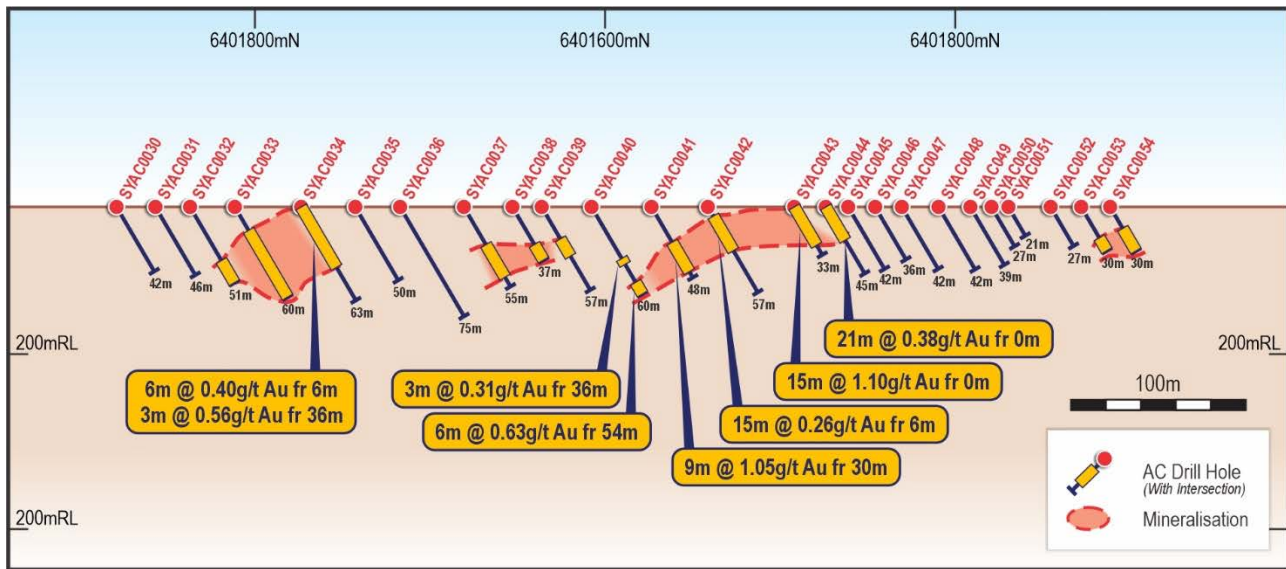 6401800mN
6401600mN
6401800mN
SYAC0030
SYAC0031
SYAC0032
SYAC0033
SYAC0034
SYAC0035
SYAC0036
SYAC0037
SYAC0038
SYAC0039
SYAC0040
SYAC0041
SYAC0042
SYAC0043
SYAC0044
SYAC0045
SYAC0046
SYAC0047
SYAC0048
SYAC049
SYAC0050
SYAC0051
SYAC0052
SYAC0053
SYAC0054
42m
46m
51m
60m
63m
50m
75m
55m
37m
57m
60m
48m
57m
33m
45m
42m
36m
42m
42m
39m
27m
21m
27m
30m
30m
200mRL
200mRL
6m @ 0.40g/t Au fr 6m
3m @ 0.56g/t Au fr 36m
3m @ 0.31g/t Au fr 36m
6m @ 0.63g/t Au fr 54m
9m @ 1.05g/t Au fr 30m
15m @ 0.26g/t Au fr 6m
15m @ 1.10g/t Au fr 0m
21m @ 0.38g/t Au fr 0m
100m
AC Drill Hole
(With Intersection)
Mineralisation
200mRL